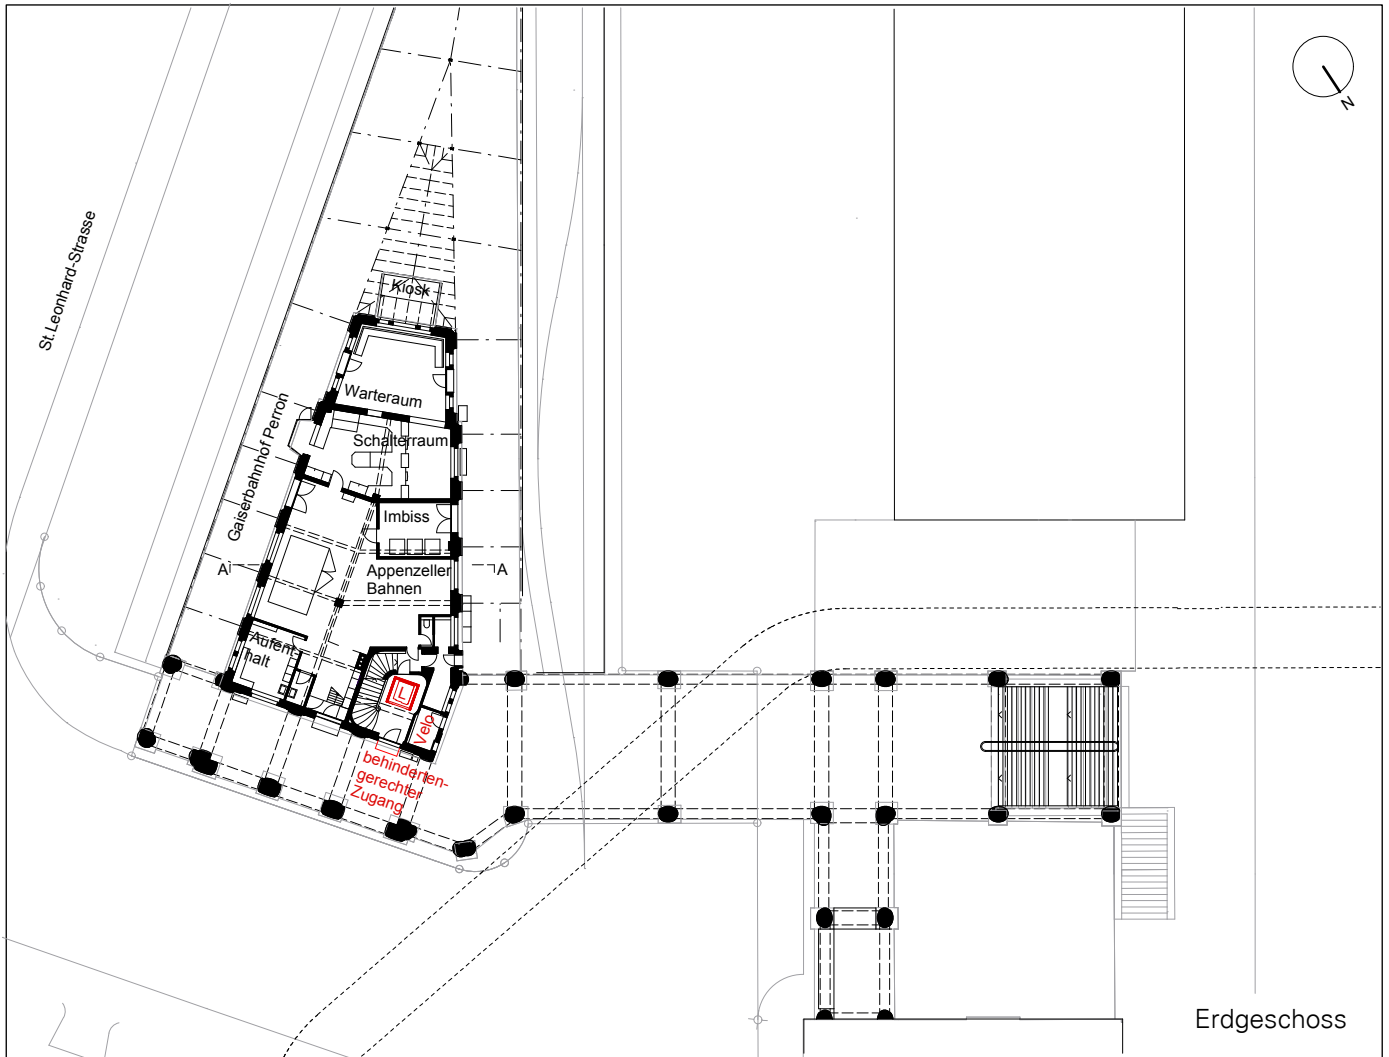 N
St.Leonhard-Strasse
Kiosk
Warteraum
Gaiserbahnhof Perron
Schalterraum
Imbiss
A
Appenzeller
Bahnen
A
Aufent-
halt
L
Velo
behinderten-
gerechter
Zugang
Erdgeschoss